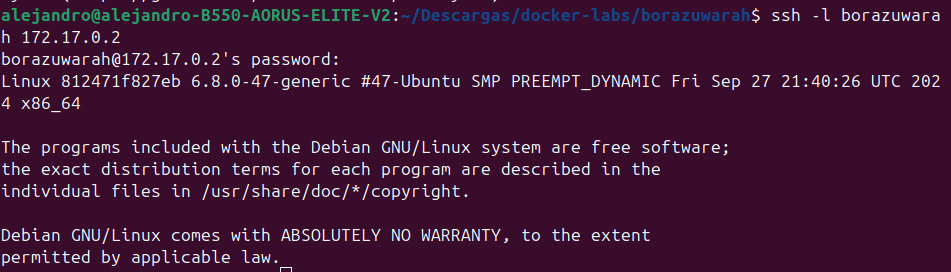 alejandro@alejandro-B550-AORUS-ELITE-V2:~/Descargas/docker-labs/borazuwarah$ ssh -l borazuwara
h 172.17.0.2
borazuwarah@172.17.0.2's password:
Linux 812471f827eb 6.8.0-47-generic #47-Ubuntu SMP PREEMPT_DYNAMIC Fri Sep 27 21:40:26 UTC 202
4 x86_64
The programs included with the Debian GNU/Linux system are free software;
the exact distribution terms for each program are described in the
individual files in /usr/share/doc/*/copyright.
Debian GNU/Linux comes with ABSOLUTELY NO WARRANTY, to the extent
permitted by applicable law.